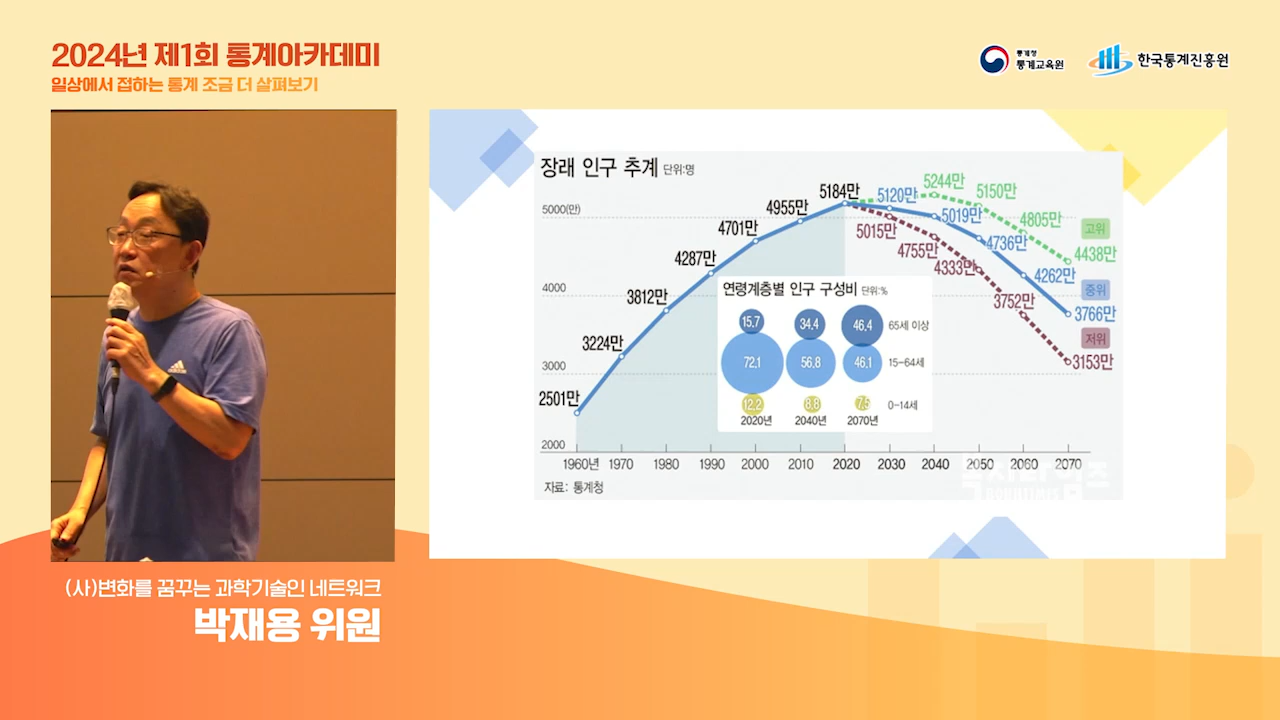 2024년 제1회 통계아카데미
일상에서 접하는 통계 조금 더 살펴보기
통계청
통계교육원
한국통계진흥원
장래 인구 추계 단위:명
5000(만)
4000
3000
2000
2501만
3224만
3812만
4287만
4701만
4955만
5184만
5120만
5244만
5150만
5019만
4805만
5015만
4755만
4736만
4438만
4333만
4262만
3752만
3766만
3153만
고위
중위
저위
연령계층별 인구 구성비 단위:%
15.7 34.4 46.4 65세 이상
72.1 56.8 46.1 15~64세
12.2 8.8 7.5 0~14세
2020년 2040년 2070년
1960년 1970 1980 1990 2000 2010 2020 2030 2040 2050 2060 2070
자료: 통계청
(사)변화를 꿈꾸는 과학기술인 네트워크
박재용 위원